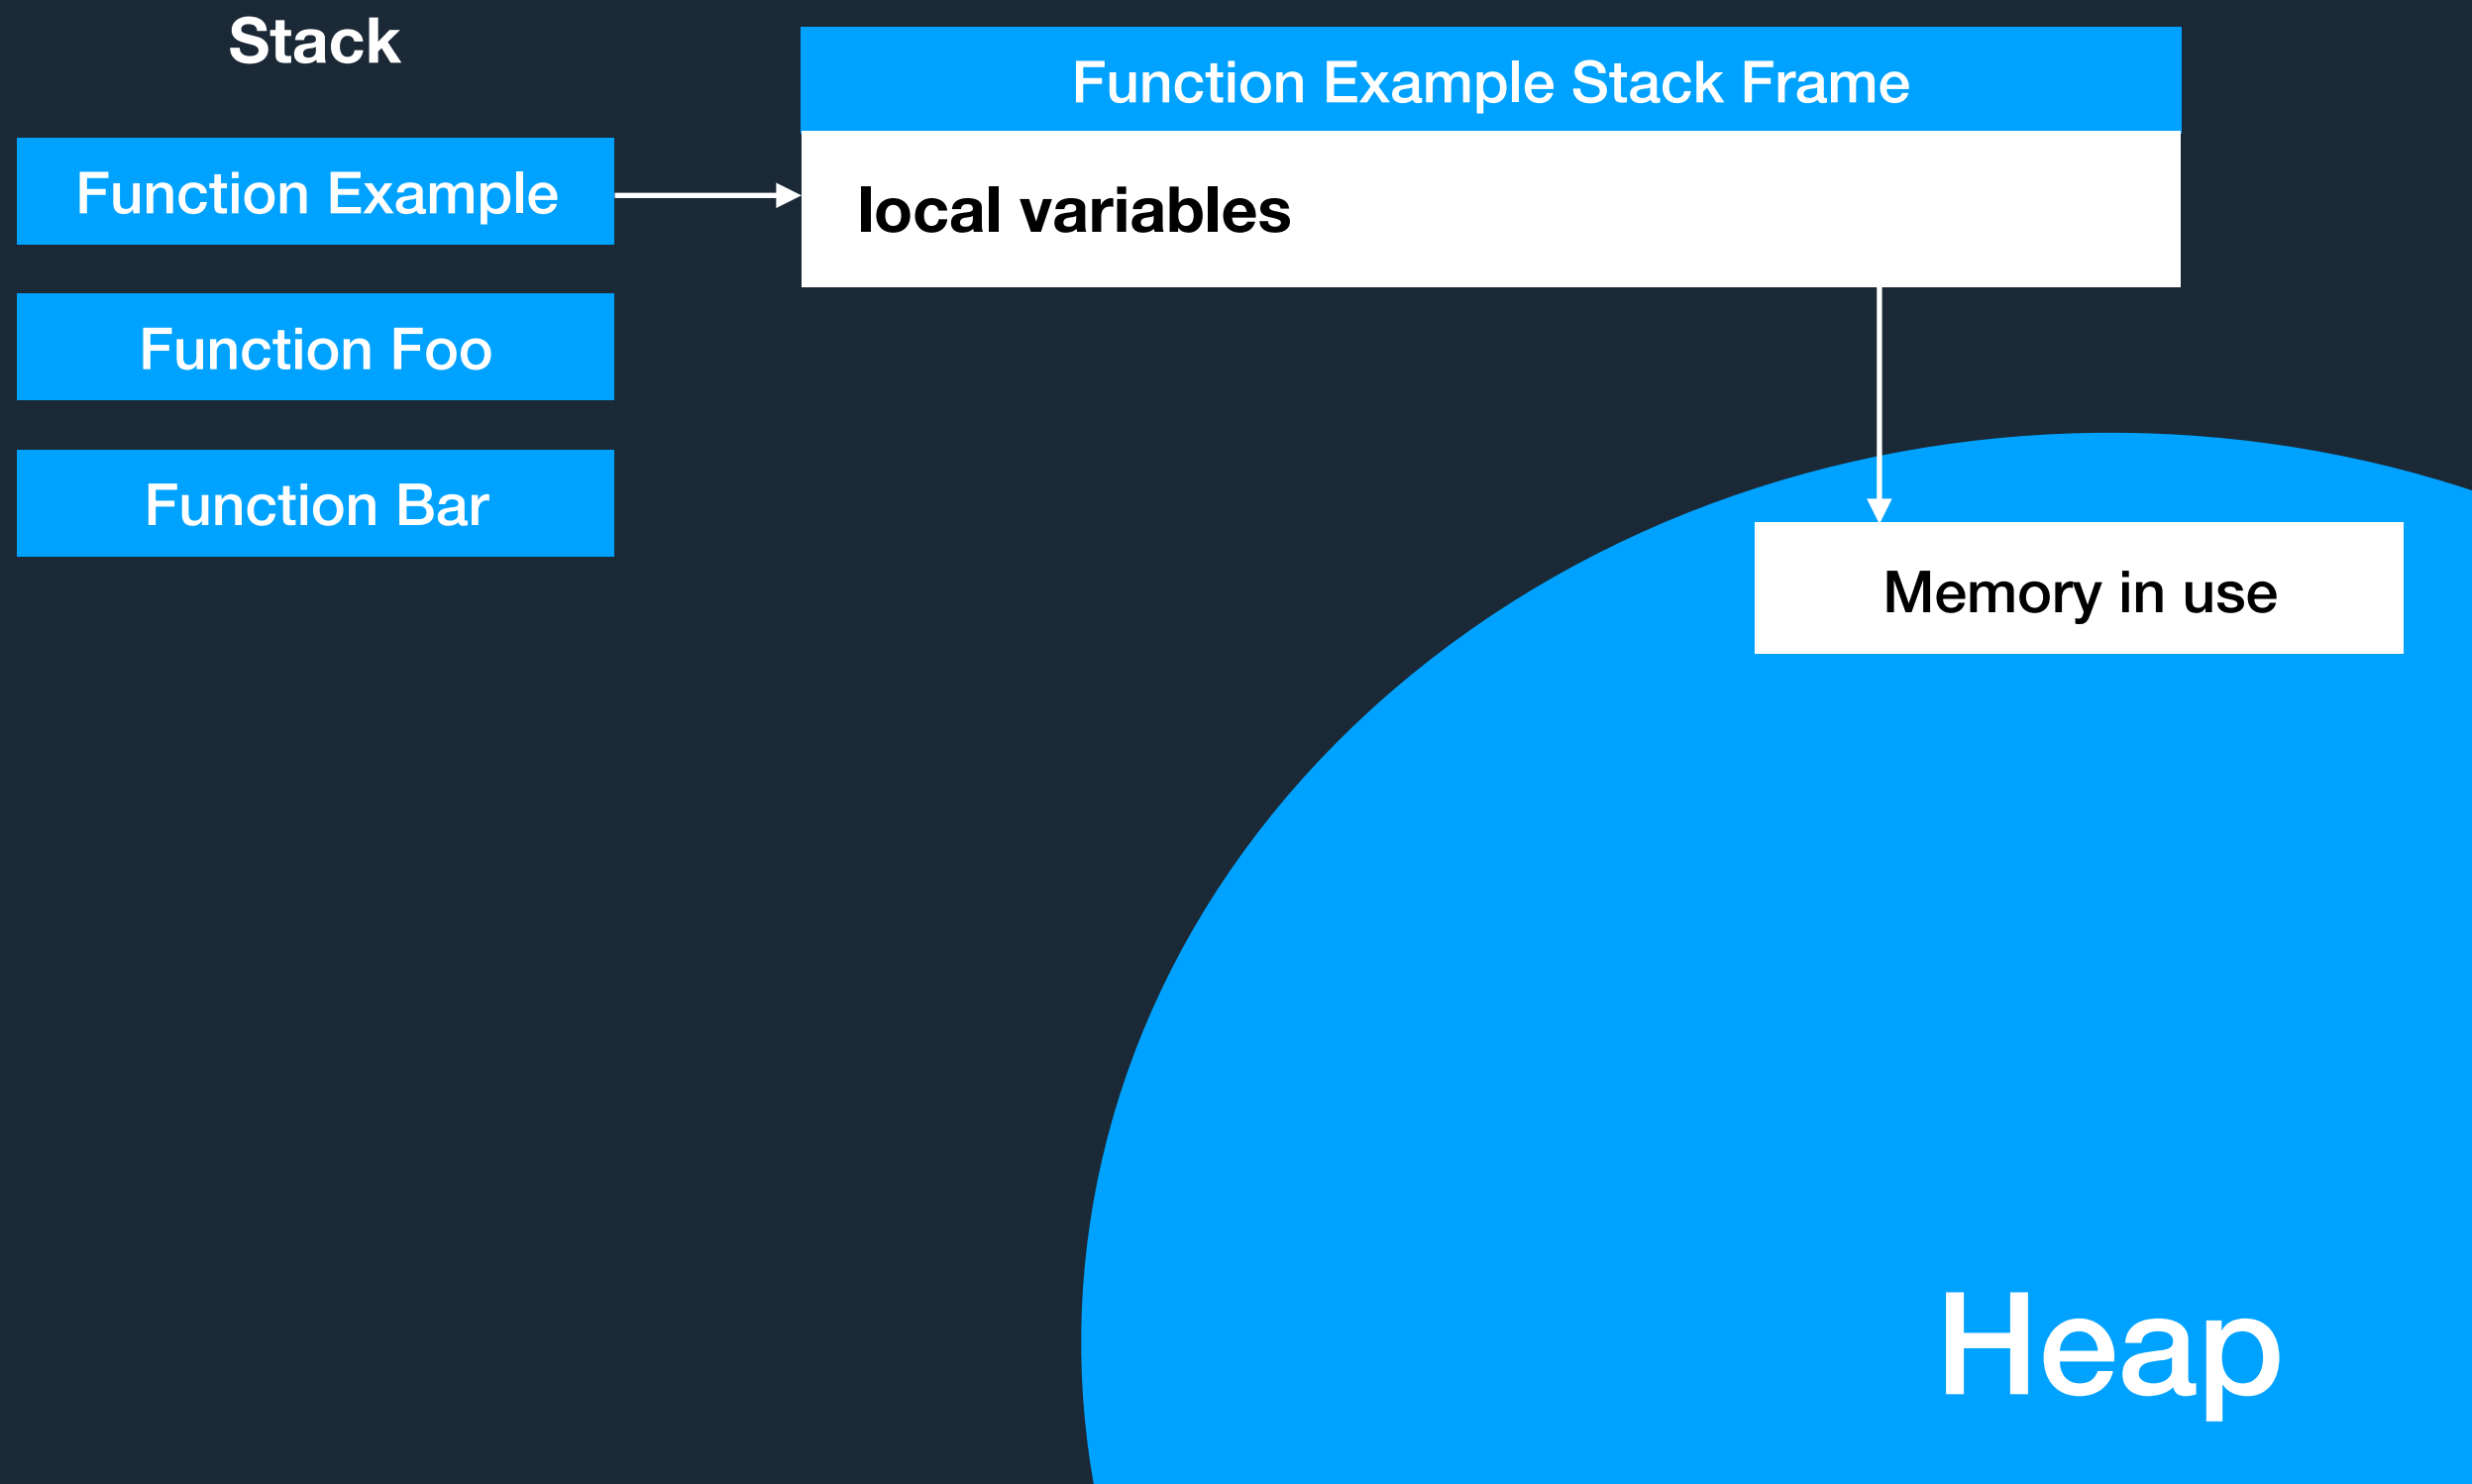 Stack
Function Example Stack Frame
Function Example
local variables
Function Foo
Function Bar
Memory in use
Heap